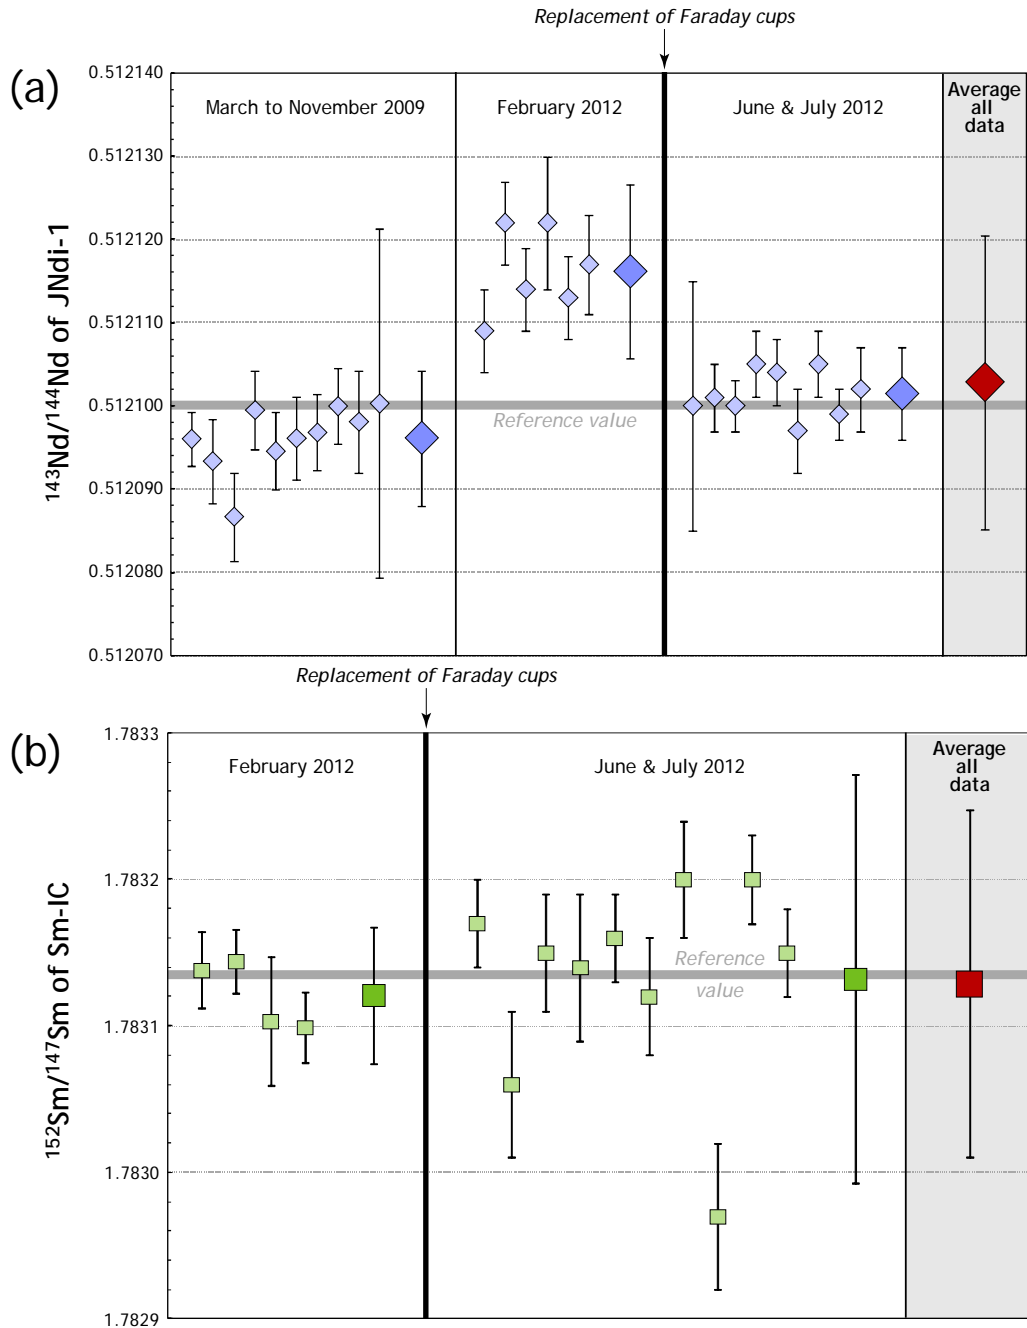 Replacement of Faraday cups
(a)
0.512140
0.512130
0.512120
0.512110
0.512100
0.512090
0.512080
0.512070
143Nd/144Nd of JNdi-1
March to November 2009
February 2012
June & July 2012
Average
all
data
Reference value
Replacement of Faraday cups
(b)
1.7833
1.7832
1.7831
1.7830
1.7829
152Sm/147Sm of Sm-IC
February 2012
June & July 2012
Average
all
data
Reference
value